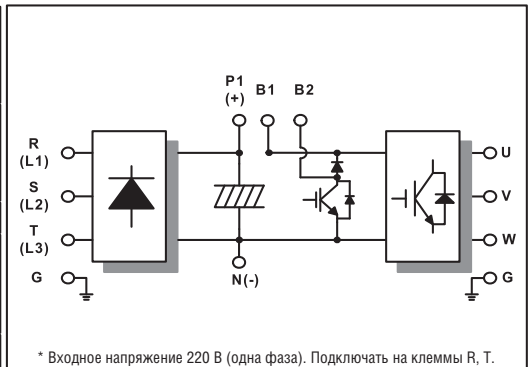 P1
(+)
B1
B2
R
(L1)
U
S
(L2)
V
T
(L3)
W
G
N(-)
G
* Входное напряжение 220 В (одна фаза). Подключать на клеммы R, T.